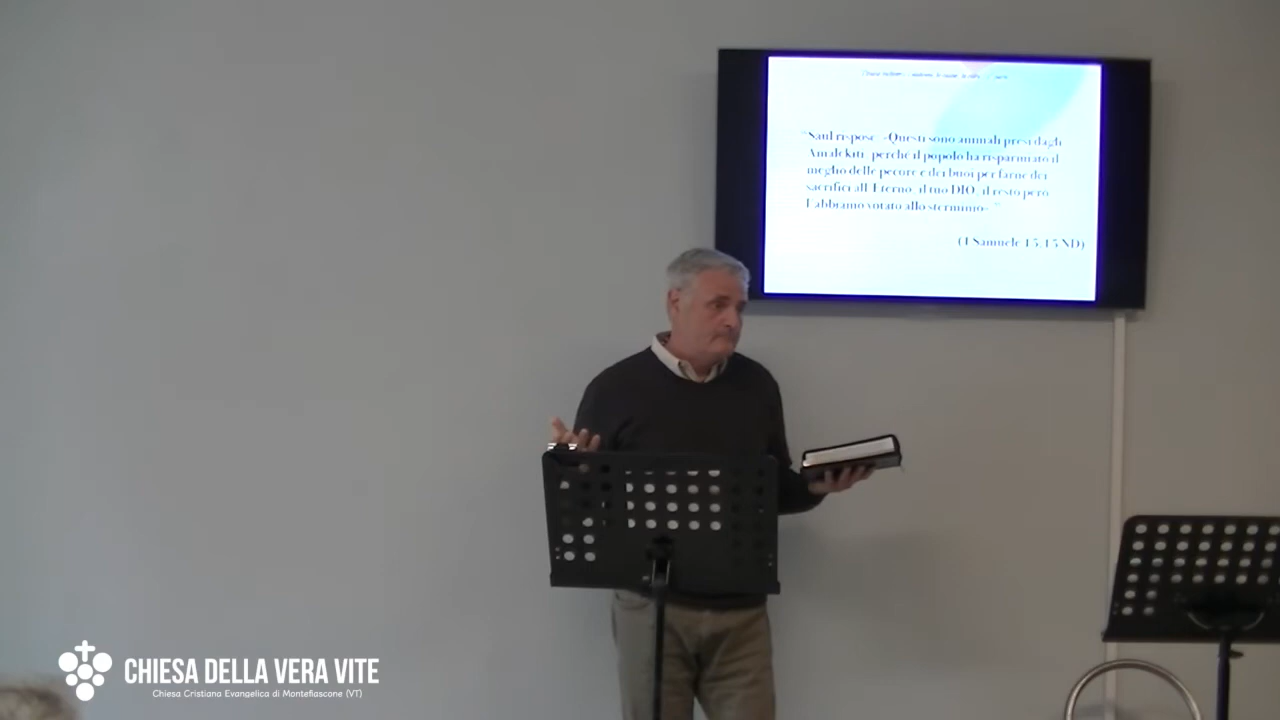 "Saul rispose: «Questi sono animali presi dagli
Amalekiti, perché il popolo ha risparmiato il
meglio delle pecore e dei buoi per farne dei
sacrifici all'Eterno, il tuo DIO; il resto però
l'abbiamo votato allo sterminio»."
(1 Samuele 15:15 ND)
CHIESA DELLA VERA VITE
Chiesa Cristiana Evangelica di Montefiascone (VT)